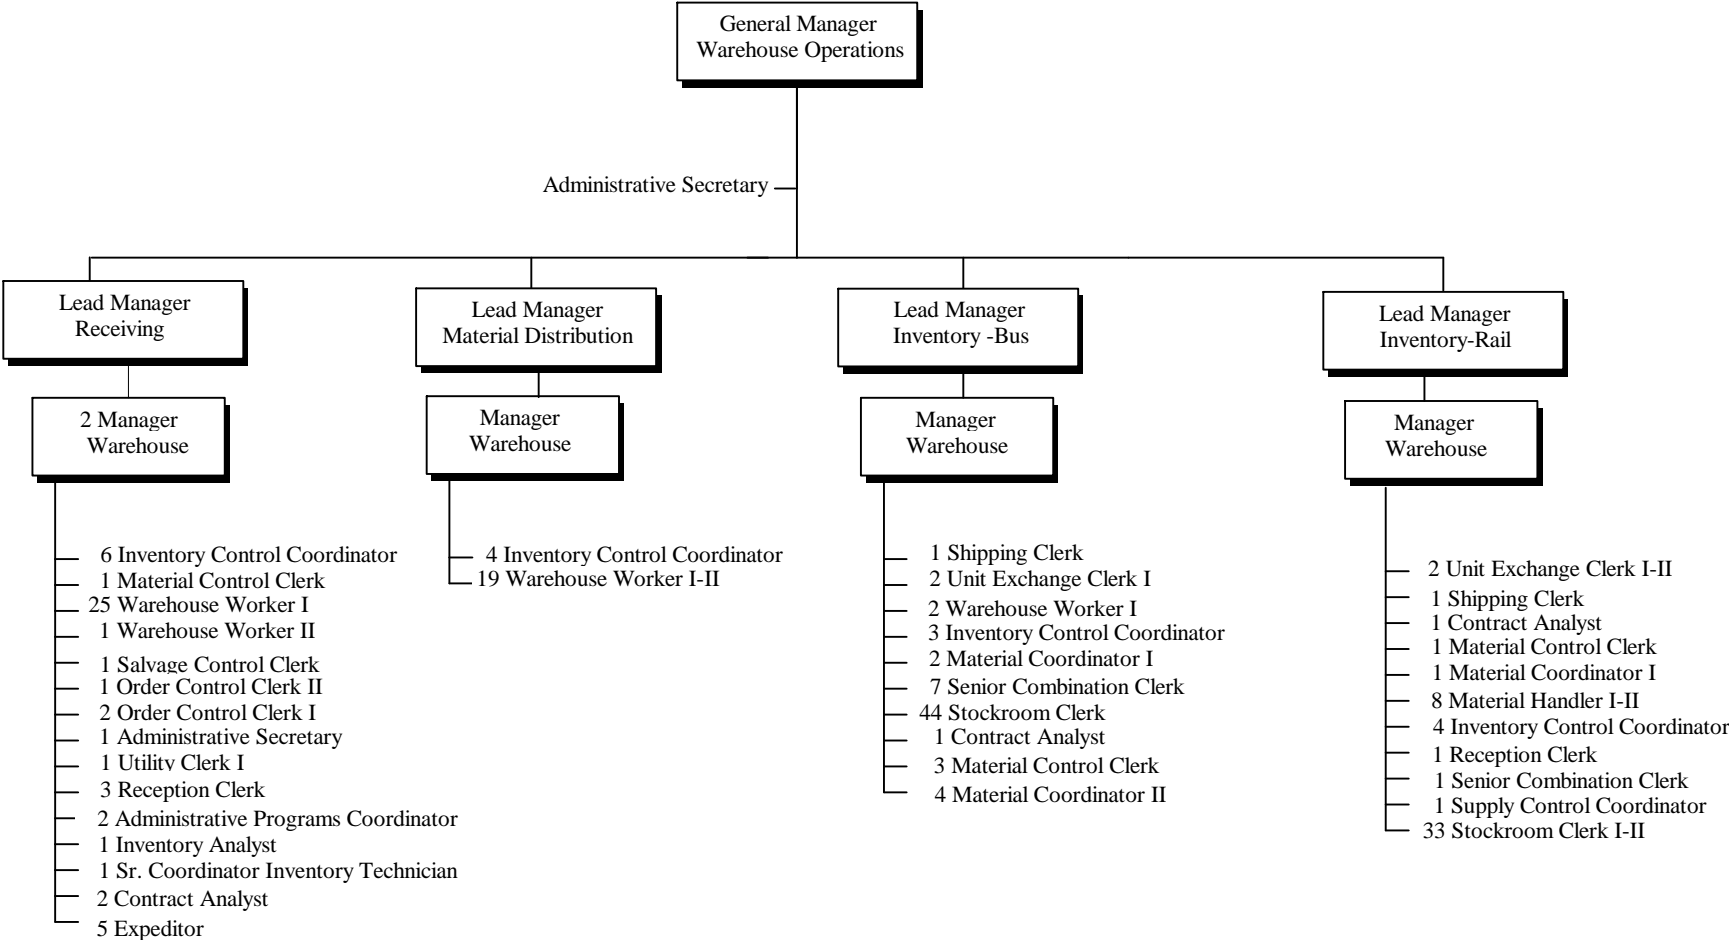 General Manager
Warehouse Operations
Administrative Secretary
Lead Manager
Receiving
Lead Manager
Material Distribution
Lead Manager
Inventory -Bus
Lead Manager
Inventory-Rail
2 Manager
Warehouse
Manager
Warehouse
Manager
Warehouse
Manager
Warehouse
6 Inventory Control Coordinator
1 Material Control Clerk
25 Warehouse Worker I
1 Warehouse Worker II
1 Salvage Control Clerk
1 Order Control Clerk II
2 Order Control Clerk I
1 Administrative Secretary
1 Utility Clerk I
3 Reception Clerk
2 Administrative Programs Coordinator
1 Inventory Analyst
1 Sr. Coordinator Inventory Technician
2 Contract Analyst
5 Expeditor
4 Inventory Control Coordinator
19 Warehouse Worker I-II
1 Shipping Clerk
2 Unit Exchange Clerk I
2 Warehouse Worker I
3 Inventory Control Coordinator
2 Material Coordinator I
7 Senior Combination Clerk
44 Stockroom Clerk
1 Contract Analyst
3 Material Control Clerk
4 Material Coordinator II
2 Unit Exchange Clerk I-II
1 Shipping Clerk
1 Contract Analyst
1 Material Control Clerk
1 Material Coordinator I
8 Material Handler I-II
4 Inventory Control Coordinator
1 Reception Clerk
1 Senior Combination Clerk
1 Supply Control Coordinator
33 Stockroom Clerk I-II